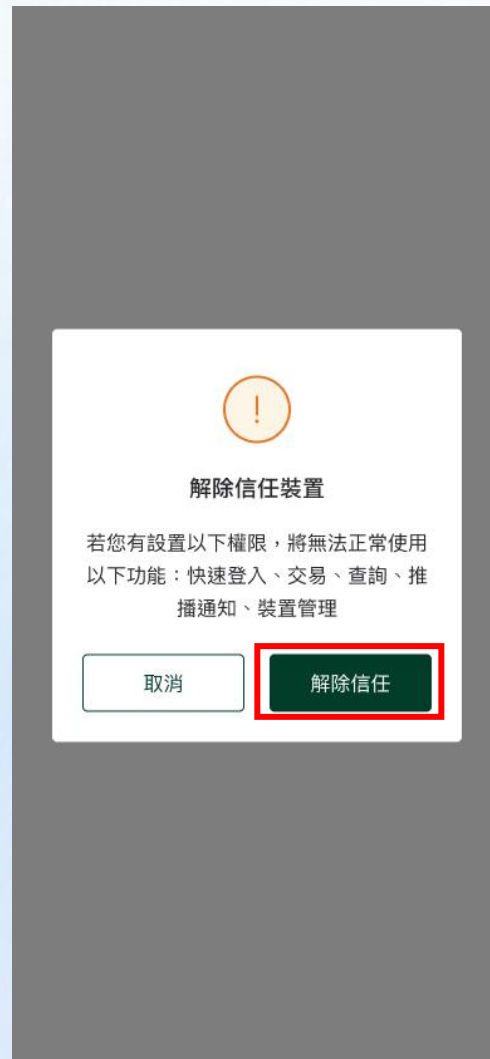 解除信任裝置
若您有設置以下權限，將無法正常使用
以下功能：快速登入、交易、查詢、推
播通知、裝置管理
取消
解除信任